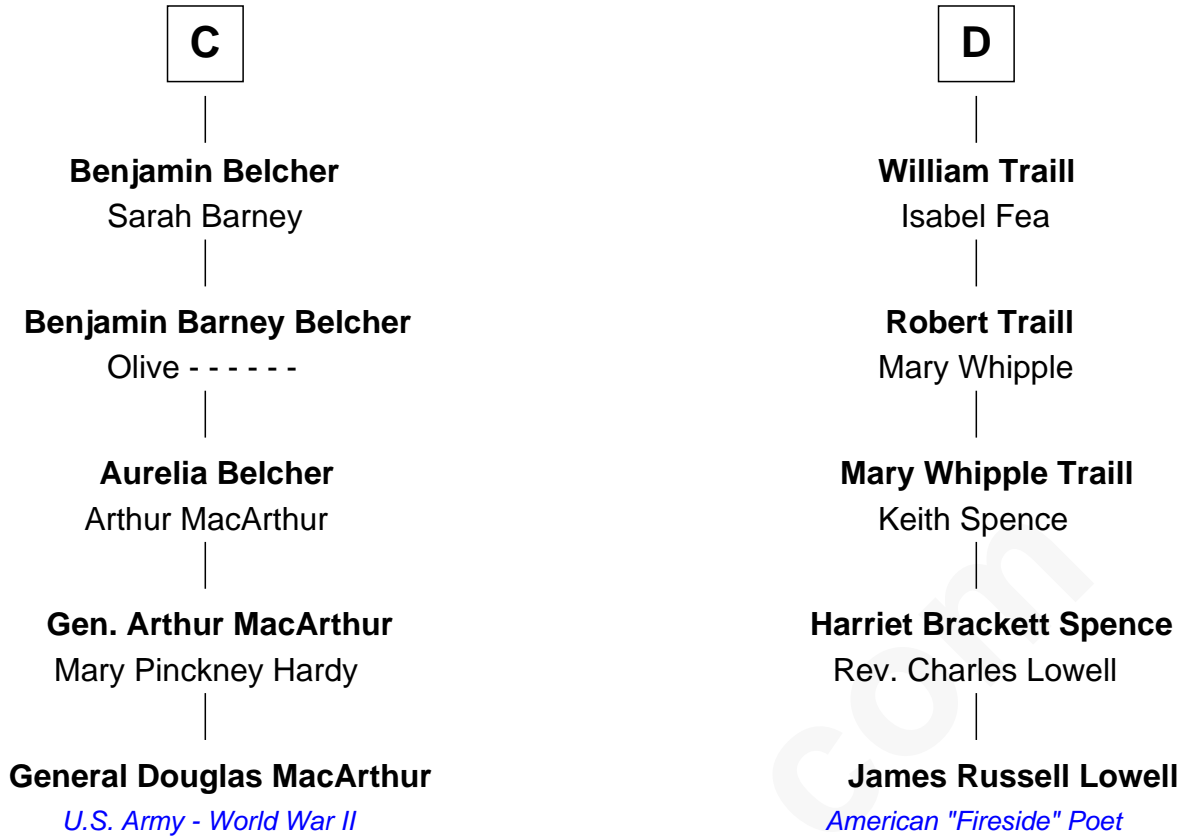 C
Benjamin Belcher
Sarah Barney
Benjamin Barney Belcher
Olive - - - - - -
Aurelia Belcher
Arthur MacArthur
Gen. Arthur MacArthur
Mary Pinckney Hardy
General Douglas MacArthur
U.S. Army - World War II
D
William Traill
Isabel Fea
Robert Traill
Mary Whipple
Mary Whipple Traill
Keith Spence
Harriet Brackett Spence
Rev. Charles Lowell
James Russell Lowell
American "Fireside" Poet
com